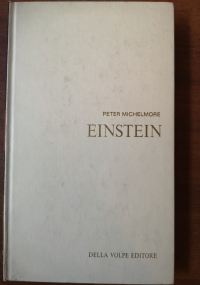 PETER MICHELMORE
EINSTEIN
DELLA VOLPE EDITORE